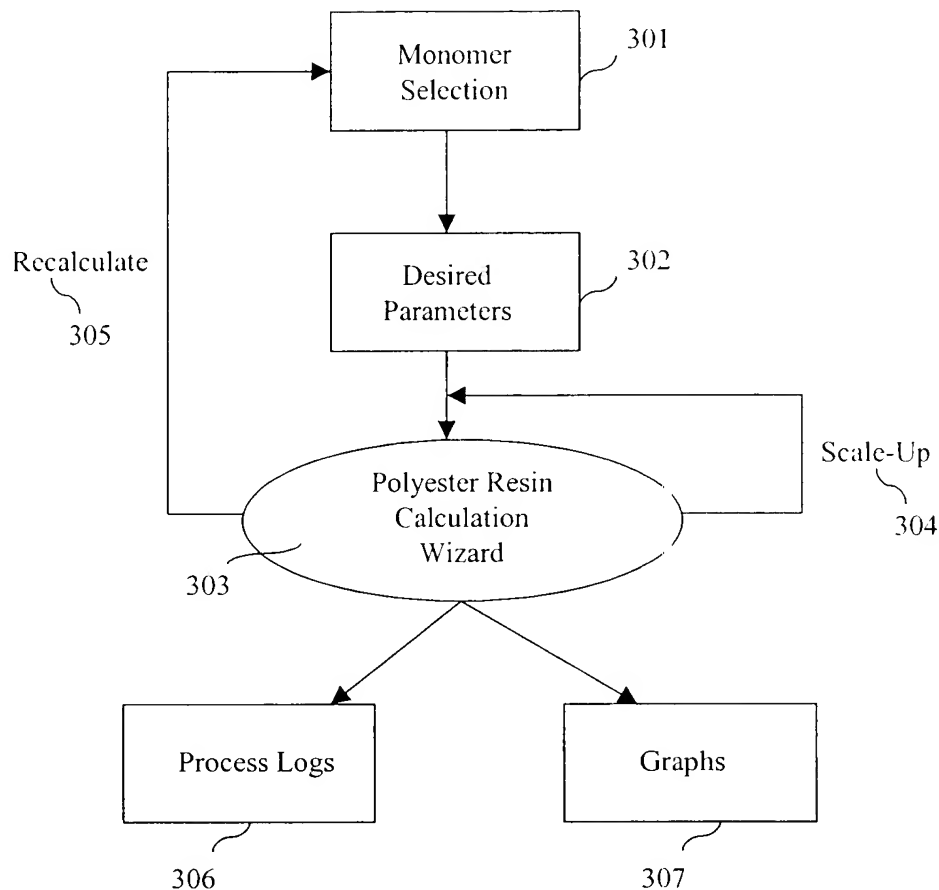 Monomer
Selection
301
Desired
Parameters
302
Recalculate
305
Polyester Resin
Calculation
Wizard
303
Scale-Up
304
Process Logs
306
Graphs
307